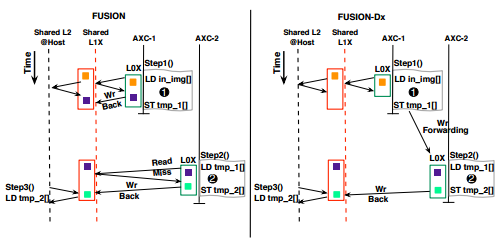 FUSION
Shared L2
@Host
Shared
L1X
AXC-1
AXC-2
Time
L0X
Step1()
LD in_img[]
1
ST tmp_1[]
Wr
Back
Read
Miss
L0X
Step2()
LD tmp_1[]
2
ST tmp_2[]
Wr
Back
Step3()
LD tmp_2[]
FUSION-Dx
Shared L2
@Host
Shared
L1X
AXC-1
AXC-2
Time
L0X
Step1()
LD in_img[]
1
ST tmp_1[]
Wr
Forwarding
L0X
Step2()
LD tmp_1[]
2
ST tmp_2[]
Wr
Back
Step3()
LD tmp_2[]